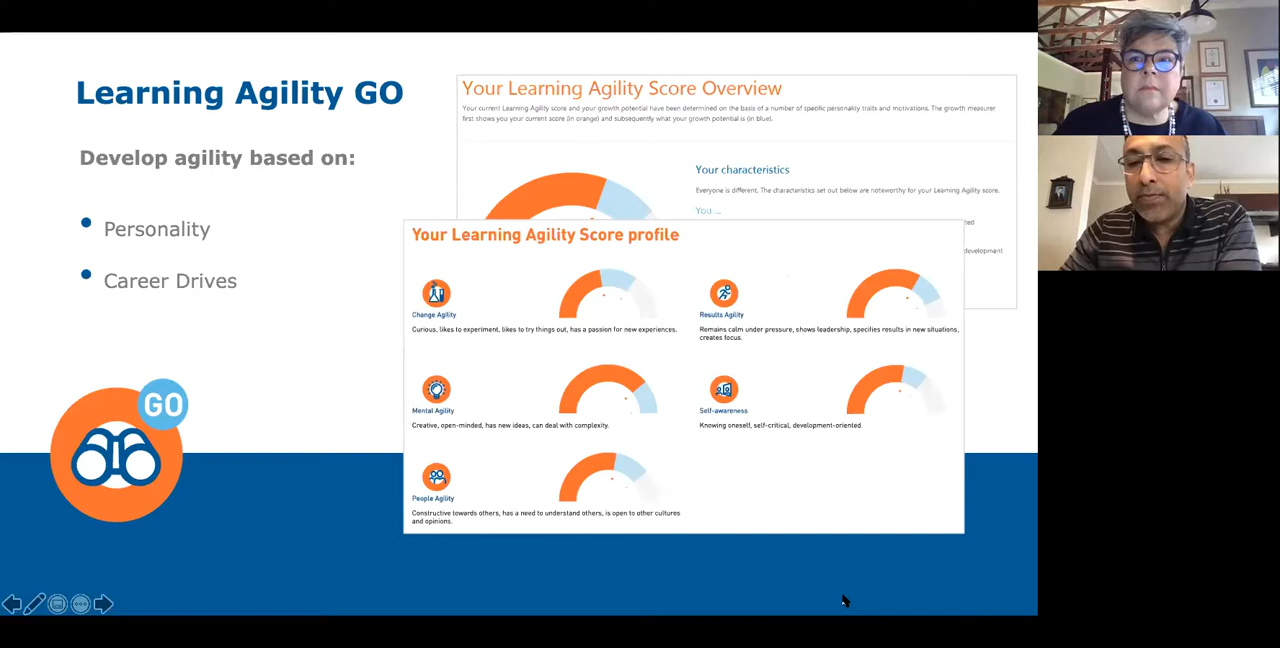 Learning Agility GO
Develop agility based on:
• Personality
• Career Drives
GO
Your Learning Agility Score Overview
Your current Learning Agility score and your growth potential have been determined on the basis of a number of specific personality traits and motivations. The growth measurer
first shows you your current score (in orange) and subsequently what your growth potential is (in blue).
Your characteristics
Everyone is different. The characteristics set out below are noteworthy for your Learning Agility score.
You ...
ted
development
Your Learning Agility Score profile
Change Agility
Curious, likes to experiment, likes to try things out, has a passion for new experiences.
Results Agility
Remains calm under pressure, shows leadership, specifies results in new situations,
creates focus.
Mental Agility
Creative, open-minded, has new ideas, can deal with complexity.
Self-awareness
Knowing oneself, self-critical, development-oriented.
People Agility
Constructive towards others, has a need to understand others, is open to other cultures
and opinions.